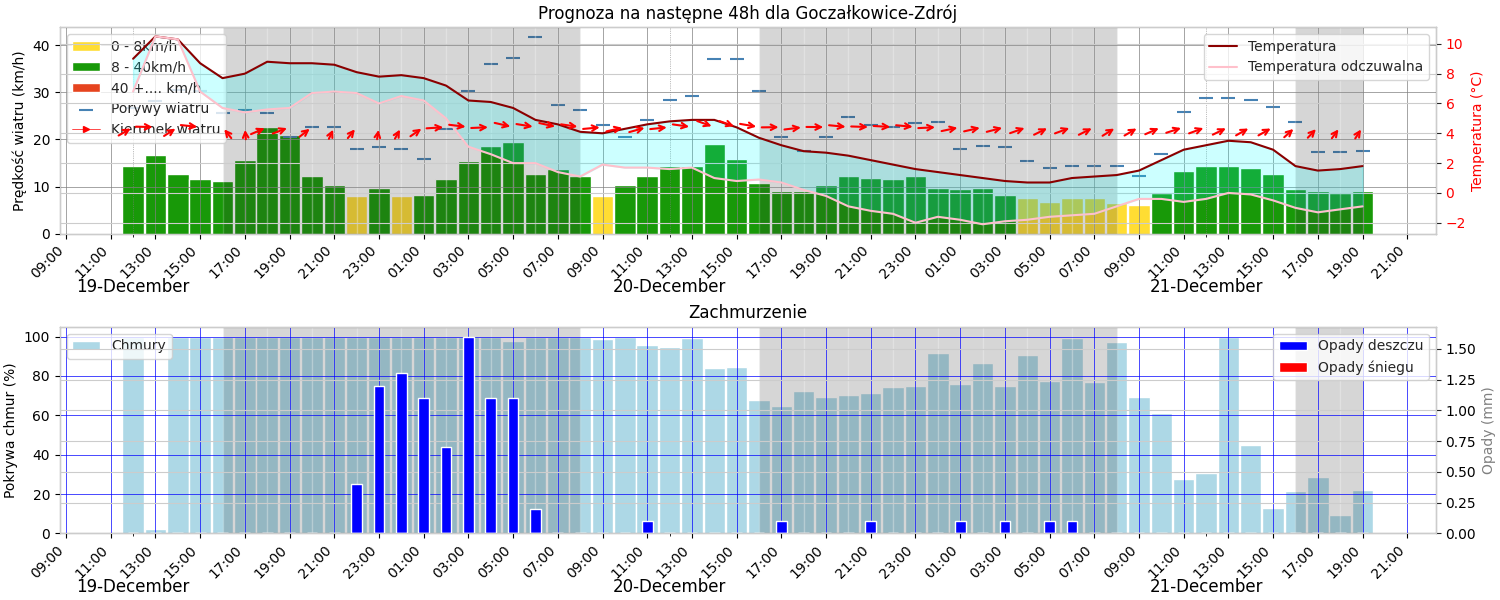 Prognoza na następne 48h dla Goczałkowice-Zdrój
Prędkość wiatru (km/h)
40
30
20
10
0
0 - 8km/h
8 - 40km/h
40 +.... km/h
Porywy wiatru
Kierunek wiatru
Temperatura
Temperatura odczuwalna
10
8
6
4
2
0
−2
Temperatura (°C)
09:00 11:00 13:00 15:00 17:00 19:00 21:00 23:00 01:00 03:00 05:00 07:00 09:00 11:00 13:00 15:00 17:00 19:00 21:00 23:00 01:00 03:00 05:00 07:00 09:00 11:00 13:00 15:00 17:00 19:00 21:00
19-December 20-December 21-December
Zachmurzenie
Pokrywa chmur (%)
100
80
60
40
20
0
Chmury
Opady deszczu
Opady śniegu
1.50
1.25
1.00
0.75
0.50
0.25
0.00
Opady (mm)
09:00 11:00 13:00 15:00 17:00 19:00 21:00 23:00 01:00 03:00 05:00 07:00 09:00 11:00 13:00 15:00 17:00 19:00 21:00 23:00 01:00 03:00 05:00 07:00 09:00 11:00 13:00 15:00 17:00 19:00 21:00
19-December 20-December 21-December